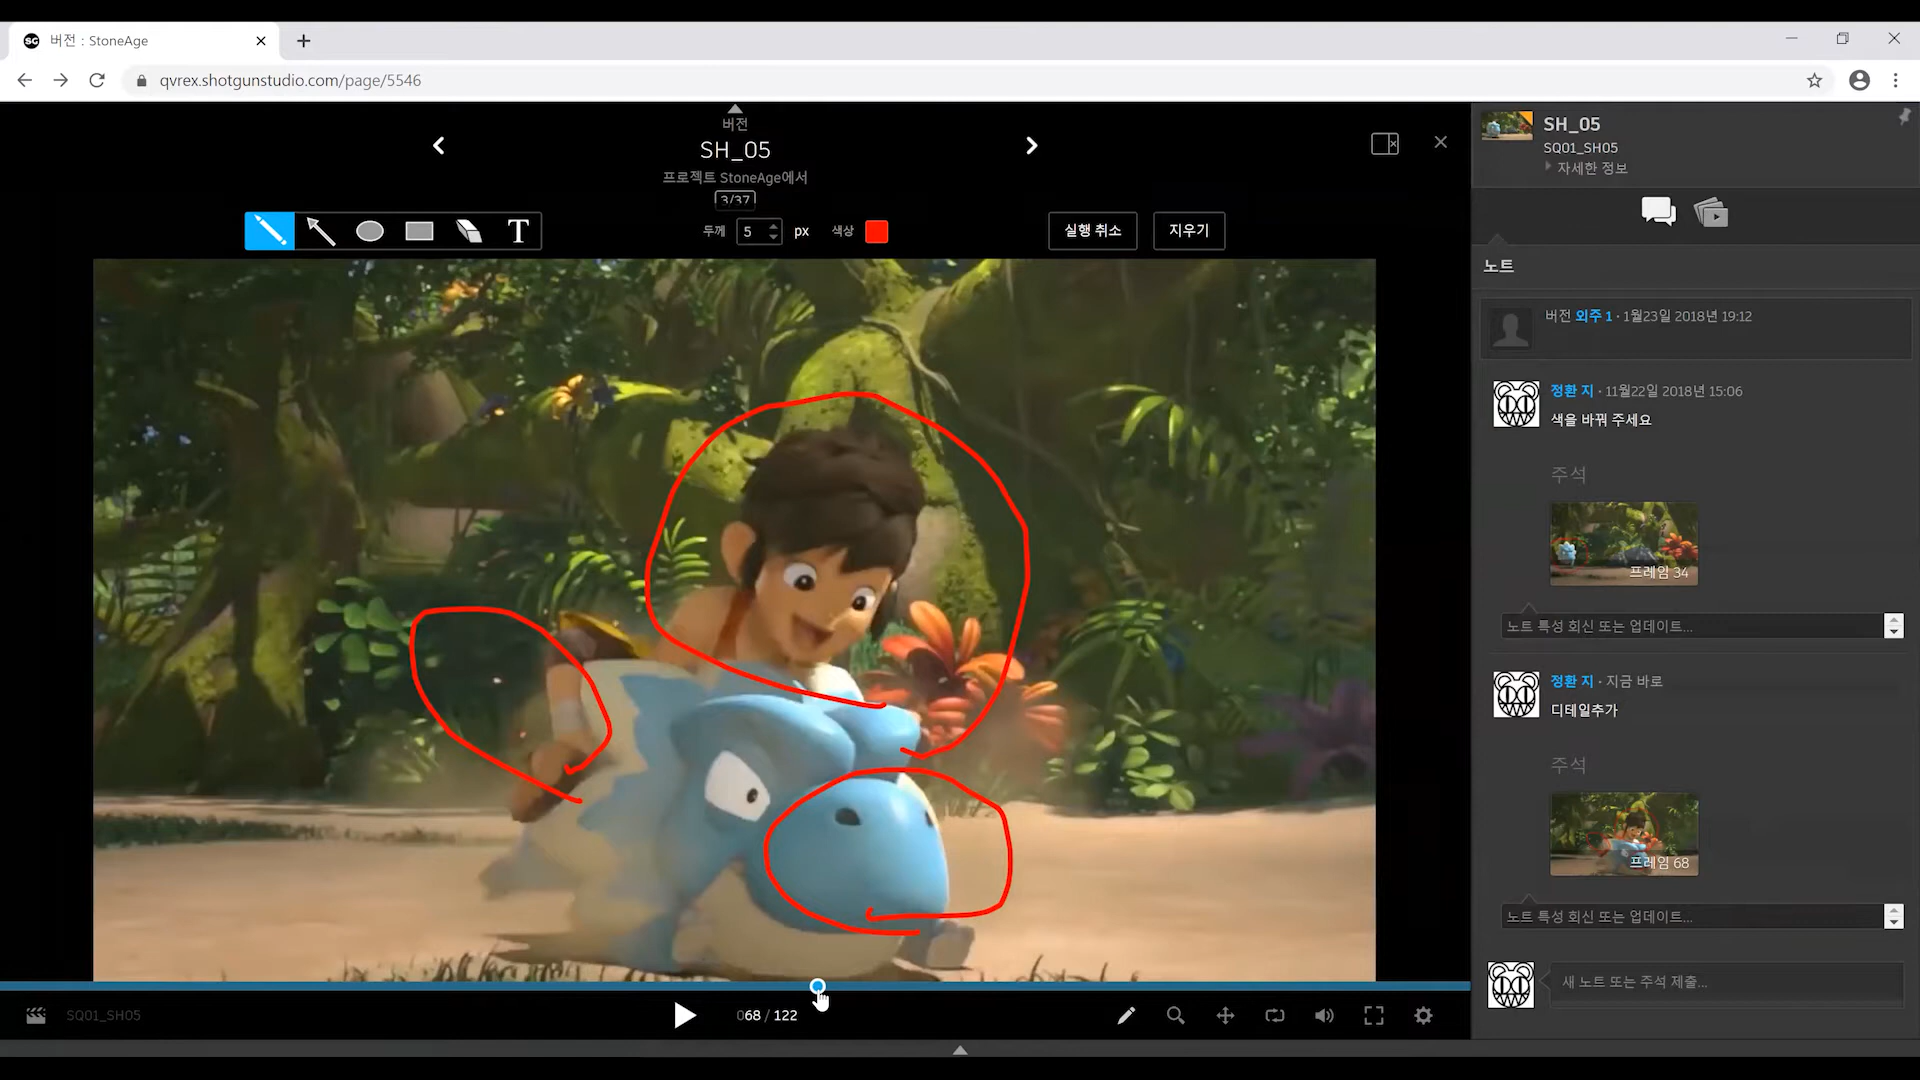 버전 : StoneAge
qvrex.shotgunstudio.com/page/5546
버전
SH_05
프로젝트 StoneAge에서
3/37
T
두께 5 px 색상
실행 취소 지우기
SQ01_SH05
068 / 122
SH_05
SQ01_SH05
자세한 정보
노트
버전 외주 1 · 1월23일 2018년 19:12
정환 지 · 11월22일 2018년 15:06
색을 바꿔 주세요
주석
프레임 34
노트 특성 회신 또는 업데이트...
정환 지 · 지금 바로
디테일추가
주석
프레임 68
노트 특성 회신 또는 업데이트...
새 노트 또는 주석 제출...